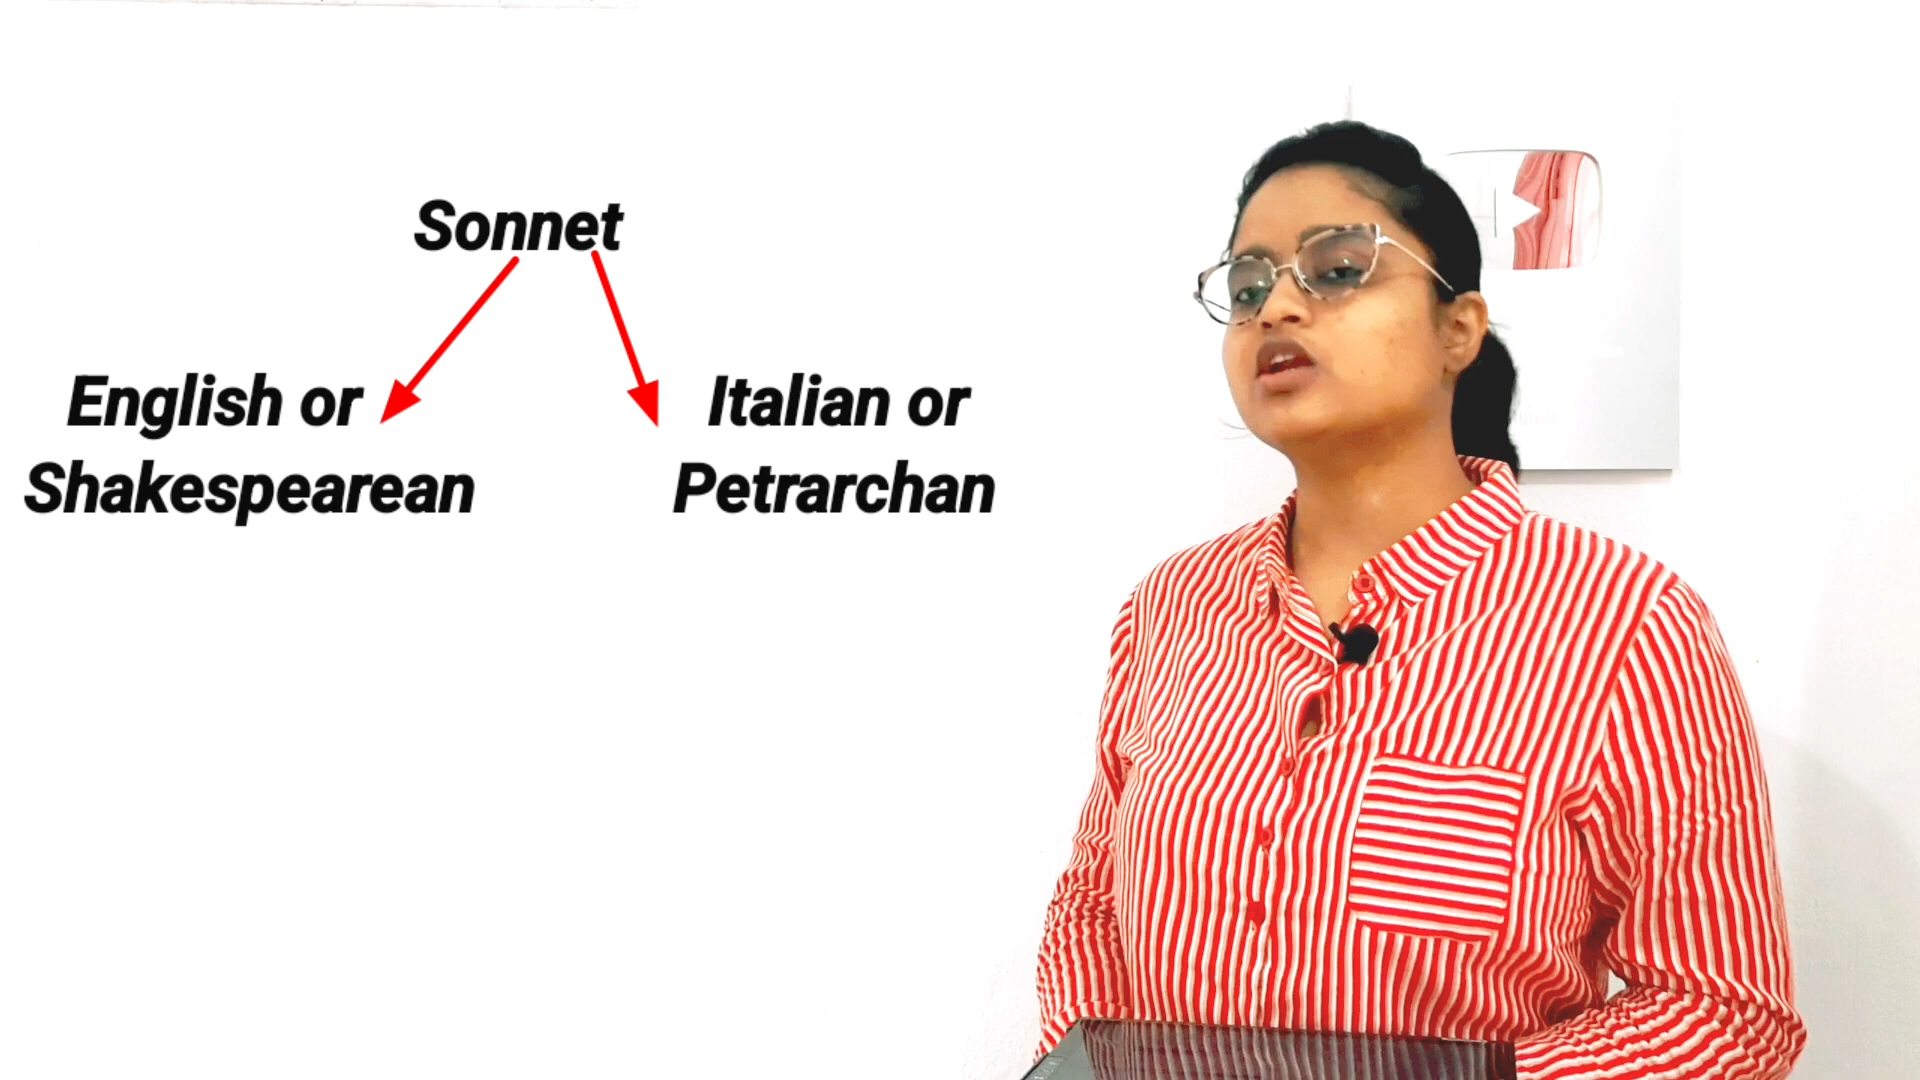 Sonnet
English or
Shakespearean
Italian or
Petrarchan